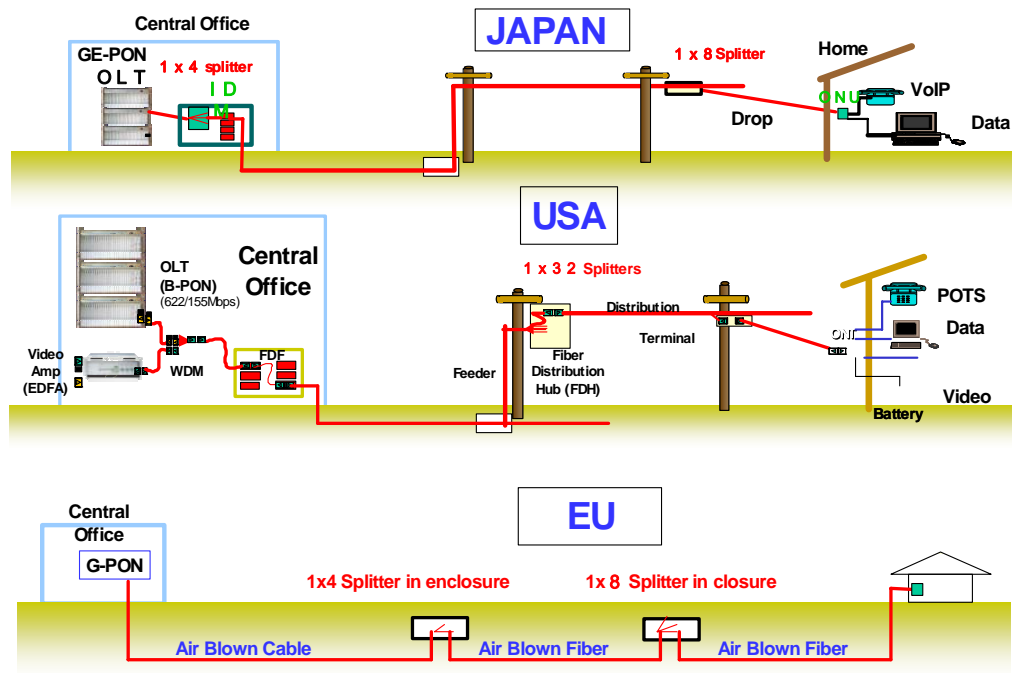 JAPAN
Central Office
GE-PON
OLT
1 x 4 splitter
I D
M
1 x 8 Splitter
Drop
Home
ONU
VoIP
Data
USA
OLT
(B-PON)
(622/155Mbps)
Central
Office
Video
Amp
(EDFA)
WDM
FDF
1 x 3 2 Splitters
Feeder
Fiber
Distribution
Hub (FDH)
Distribution
Terminal
ONT
POTS
Data
Video
Battery
EU
Central
Office
G-PON
1x4 Splitter in enclosure
1x 8 Splitter in closure
Air Blown Cable
Air Blown Fiber
Air Blown Fiber